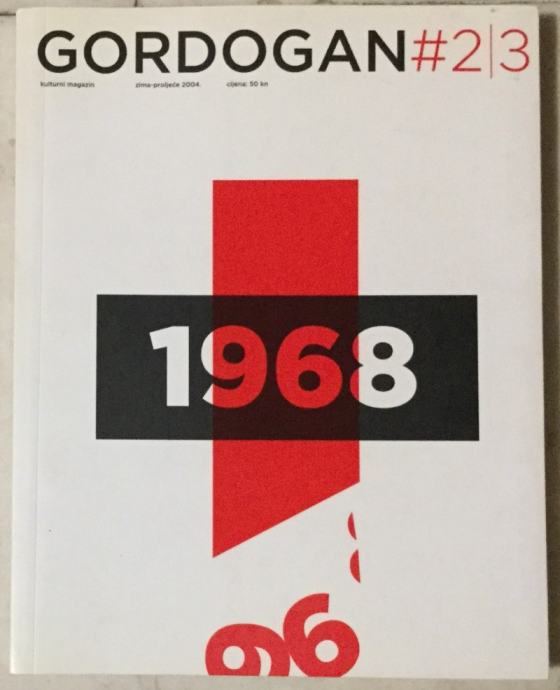 GORDOGAN#2|3
kulturni magazin zima-proljeće 2004. cijena: 50 kn
1968
96